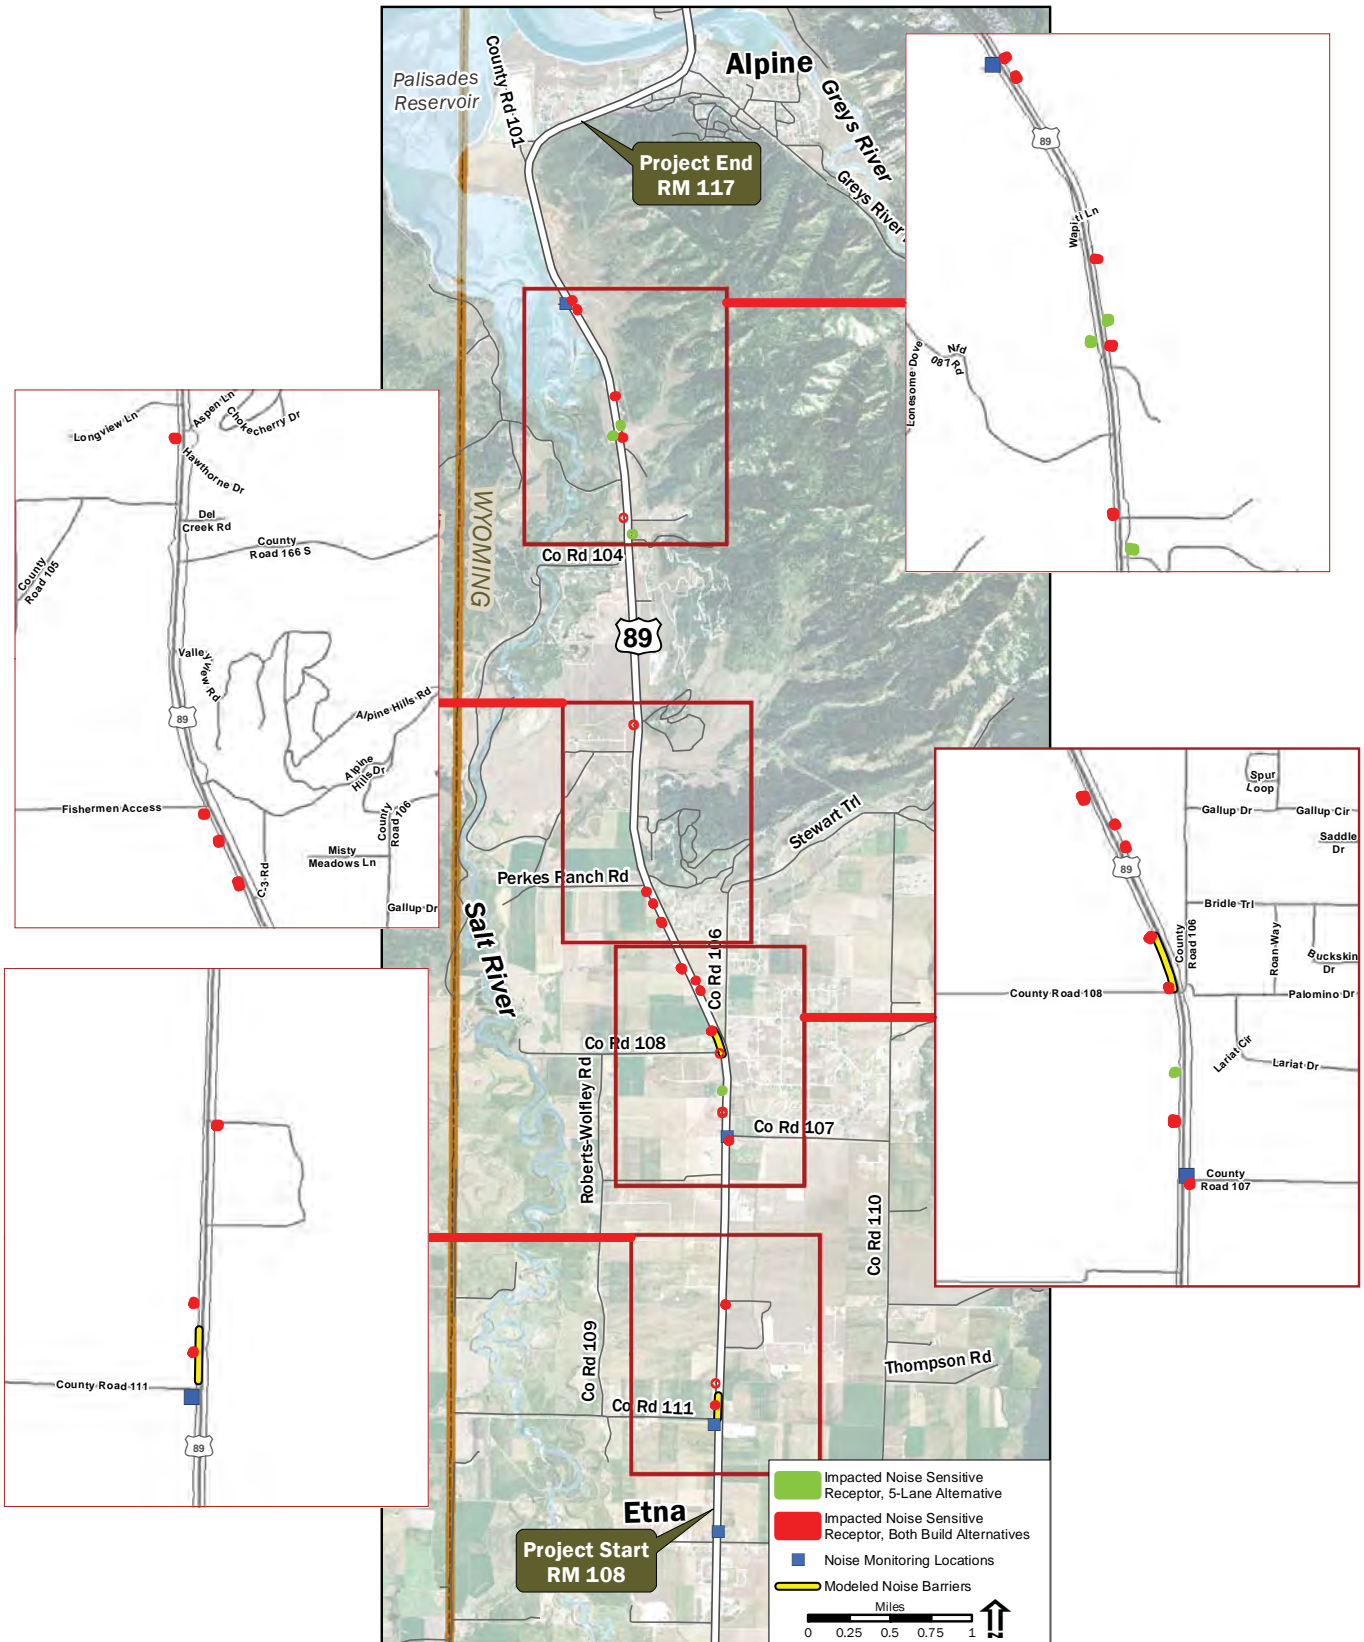 Alpine
Palisades
Reservoir
County Rd 101
Greys River
Greys River
Project End
RM 117
WYOMING
Co Rd 104
89
Stewart Trl
Perkes Ranch Rd
Salt River
Co Rd 106
Co Rd 108
Roberts-Wolfley Rd
Co Rd 107
Co Rd 110
Co Rd 109
Thompson Rd
Co Rd 111
Etna
Project Start
RM 108
89
Wapiti Ln
Lonesome Dove
Nfd
087 Rd
Longview Ln
Aspen Ln
Chokecherry Dr
Hawthorne Dr
Del
Creek Rd
County
Road 166 S
County
Road 105
Valley View Rd
89
Alpine Hills Rd
Alpine
Hills Dr
Fishermen Access
County
Road 106
C-3-Rd
Misty
Meadows Ln
Gallup Dr
Spur
Loop
Gallup Dr
Gallup Cir
Saddle
Dr
89
Bridle Trl
County
Road 106
Roan-Way
Buckskin
Dr
County Road 108
Palomino Dr
Lariat Cir
Lariat Dr
County
Road 107
County Road 111
89
Impacted Noise Sensitive
Receptor, 5-Lane Alternative
Impacted Noise Sensitive
Receptor, Both Build Alternatives
Noise Monitoring Locations
Modeled Noise Barriers
Miles
0 0.25 0.5 0.75 1
N